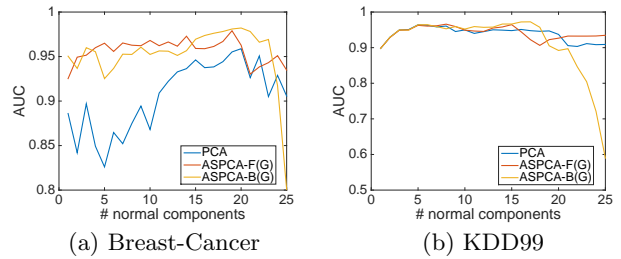 1
0.95
0.9
0.85
0.8
AUC
PCA
ASPCA-F(G)
ASPCA-B(G)
0 5 10 15 20 25
# normal components
(a) Breast-Cancer
1
0.9
0.8
0.7
0.6
0.5
AUC
PCA
ASPCA-F(G)
ASPCA-B(G)
0 5 10 15 20 25
# normal components
(b) KDD99